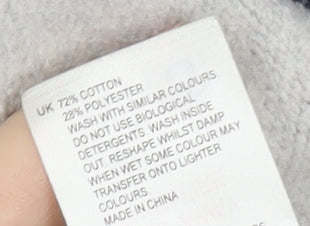 UK 72% COTTON
28% POLYESTER
WASH WITH SIMILAR COLOURS
DO NOT USE BIOLOGICAL
DETERGENTS WASH INSIDE
OUT. RESHAPE WHILST DAMP
WHEN WET SOME COLOUR MAY
TRANSFER ONTO LIGHTER
COLOURS
MADE IN CHINA